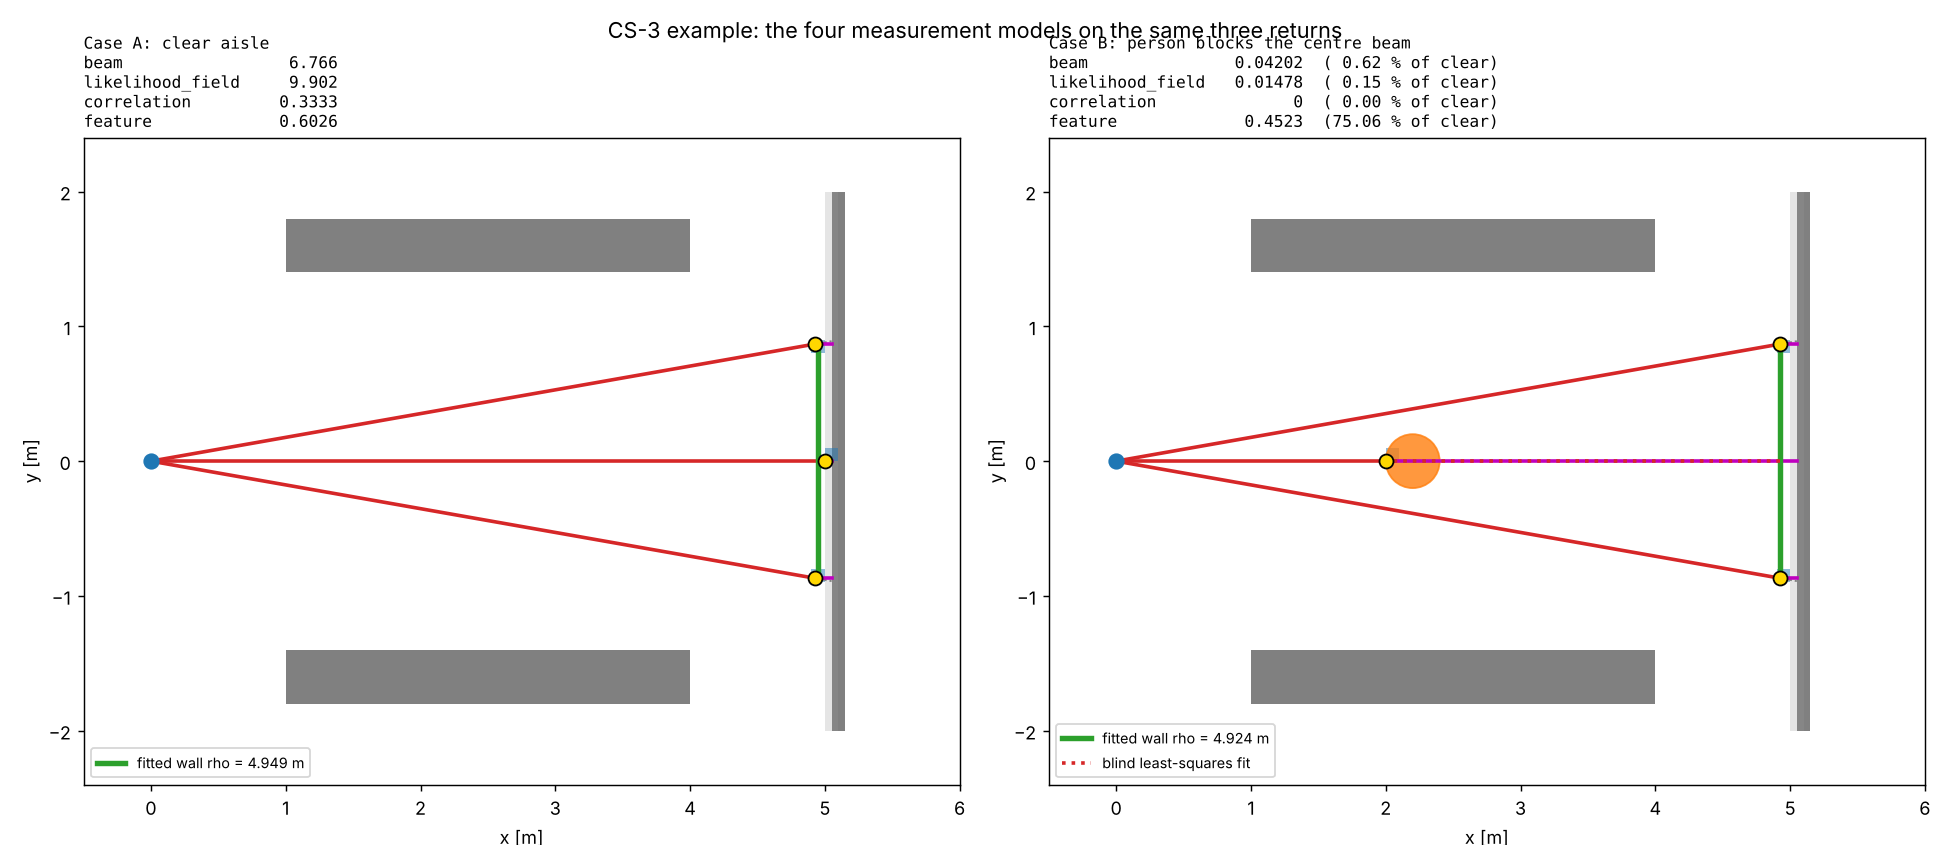 CS-3 example: the four measurement models on the same three returns
Case A: clear aisle
beam 6.766
likelihood_field 9.902
correlation 0.3333
feature 0.6026
2
1
0
−1
−2
y [m]
fitted wall rho = 4.949 m
0 1 2 3 4 5 6
x [m]
Case B: person blocks the centre beam
beam 0.04202 ( 0.62 % of clear)
likelihood_field 0.01478 ( 0.15 % of clear)
correlation 0 ( 0.00 % of clear)
feature 0.4523 (75.06 % of clear)
2
1
0
−1
−2
y [m]
fitted wall rho = 4.924 m
blind least-squares fit
0 1 2 3 4 5 6
x [m]